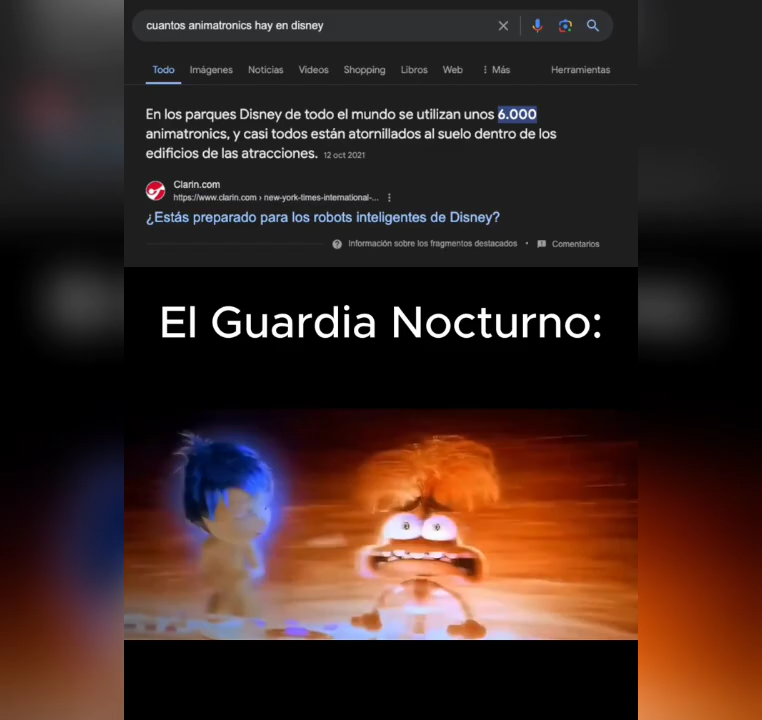 cuantos animatronics hay en disney
Todo Imágenes Noticias Videos Shopping Libros Web Más Herramientas
En los parques Disney de todo el mundo se utilizan unos 6.000
animatronics, y casi todos están atornillados al suelo dentro de los
edificios de las atracciones. 12 oct 2021
Clarin.com
https://www.clarin.com › new-york-times-international-...
¿Estás preparado para los robots inteligentes de Disney?
Información sobre los fragmentos destacados • Comentarios
El Guardia Nocturno: